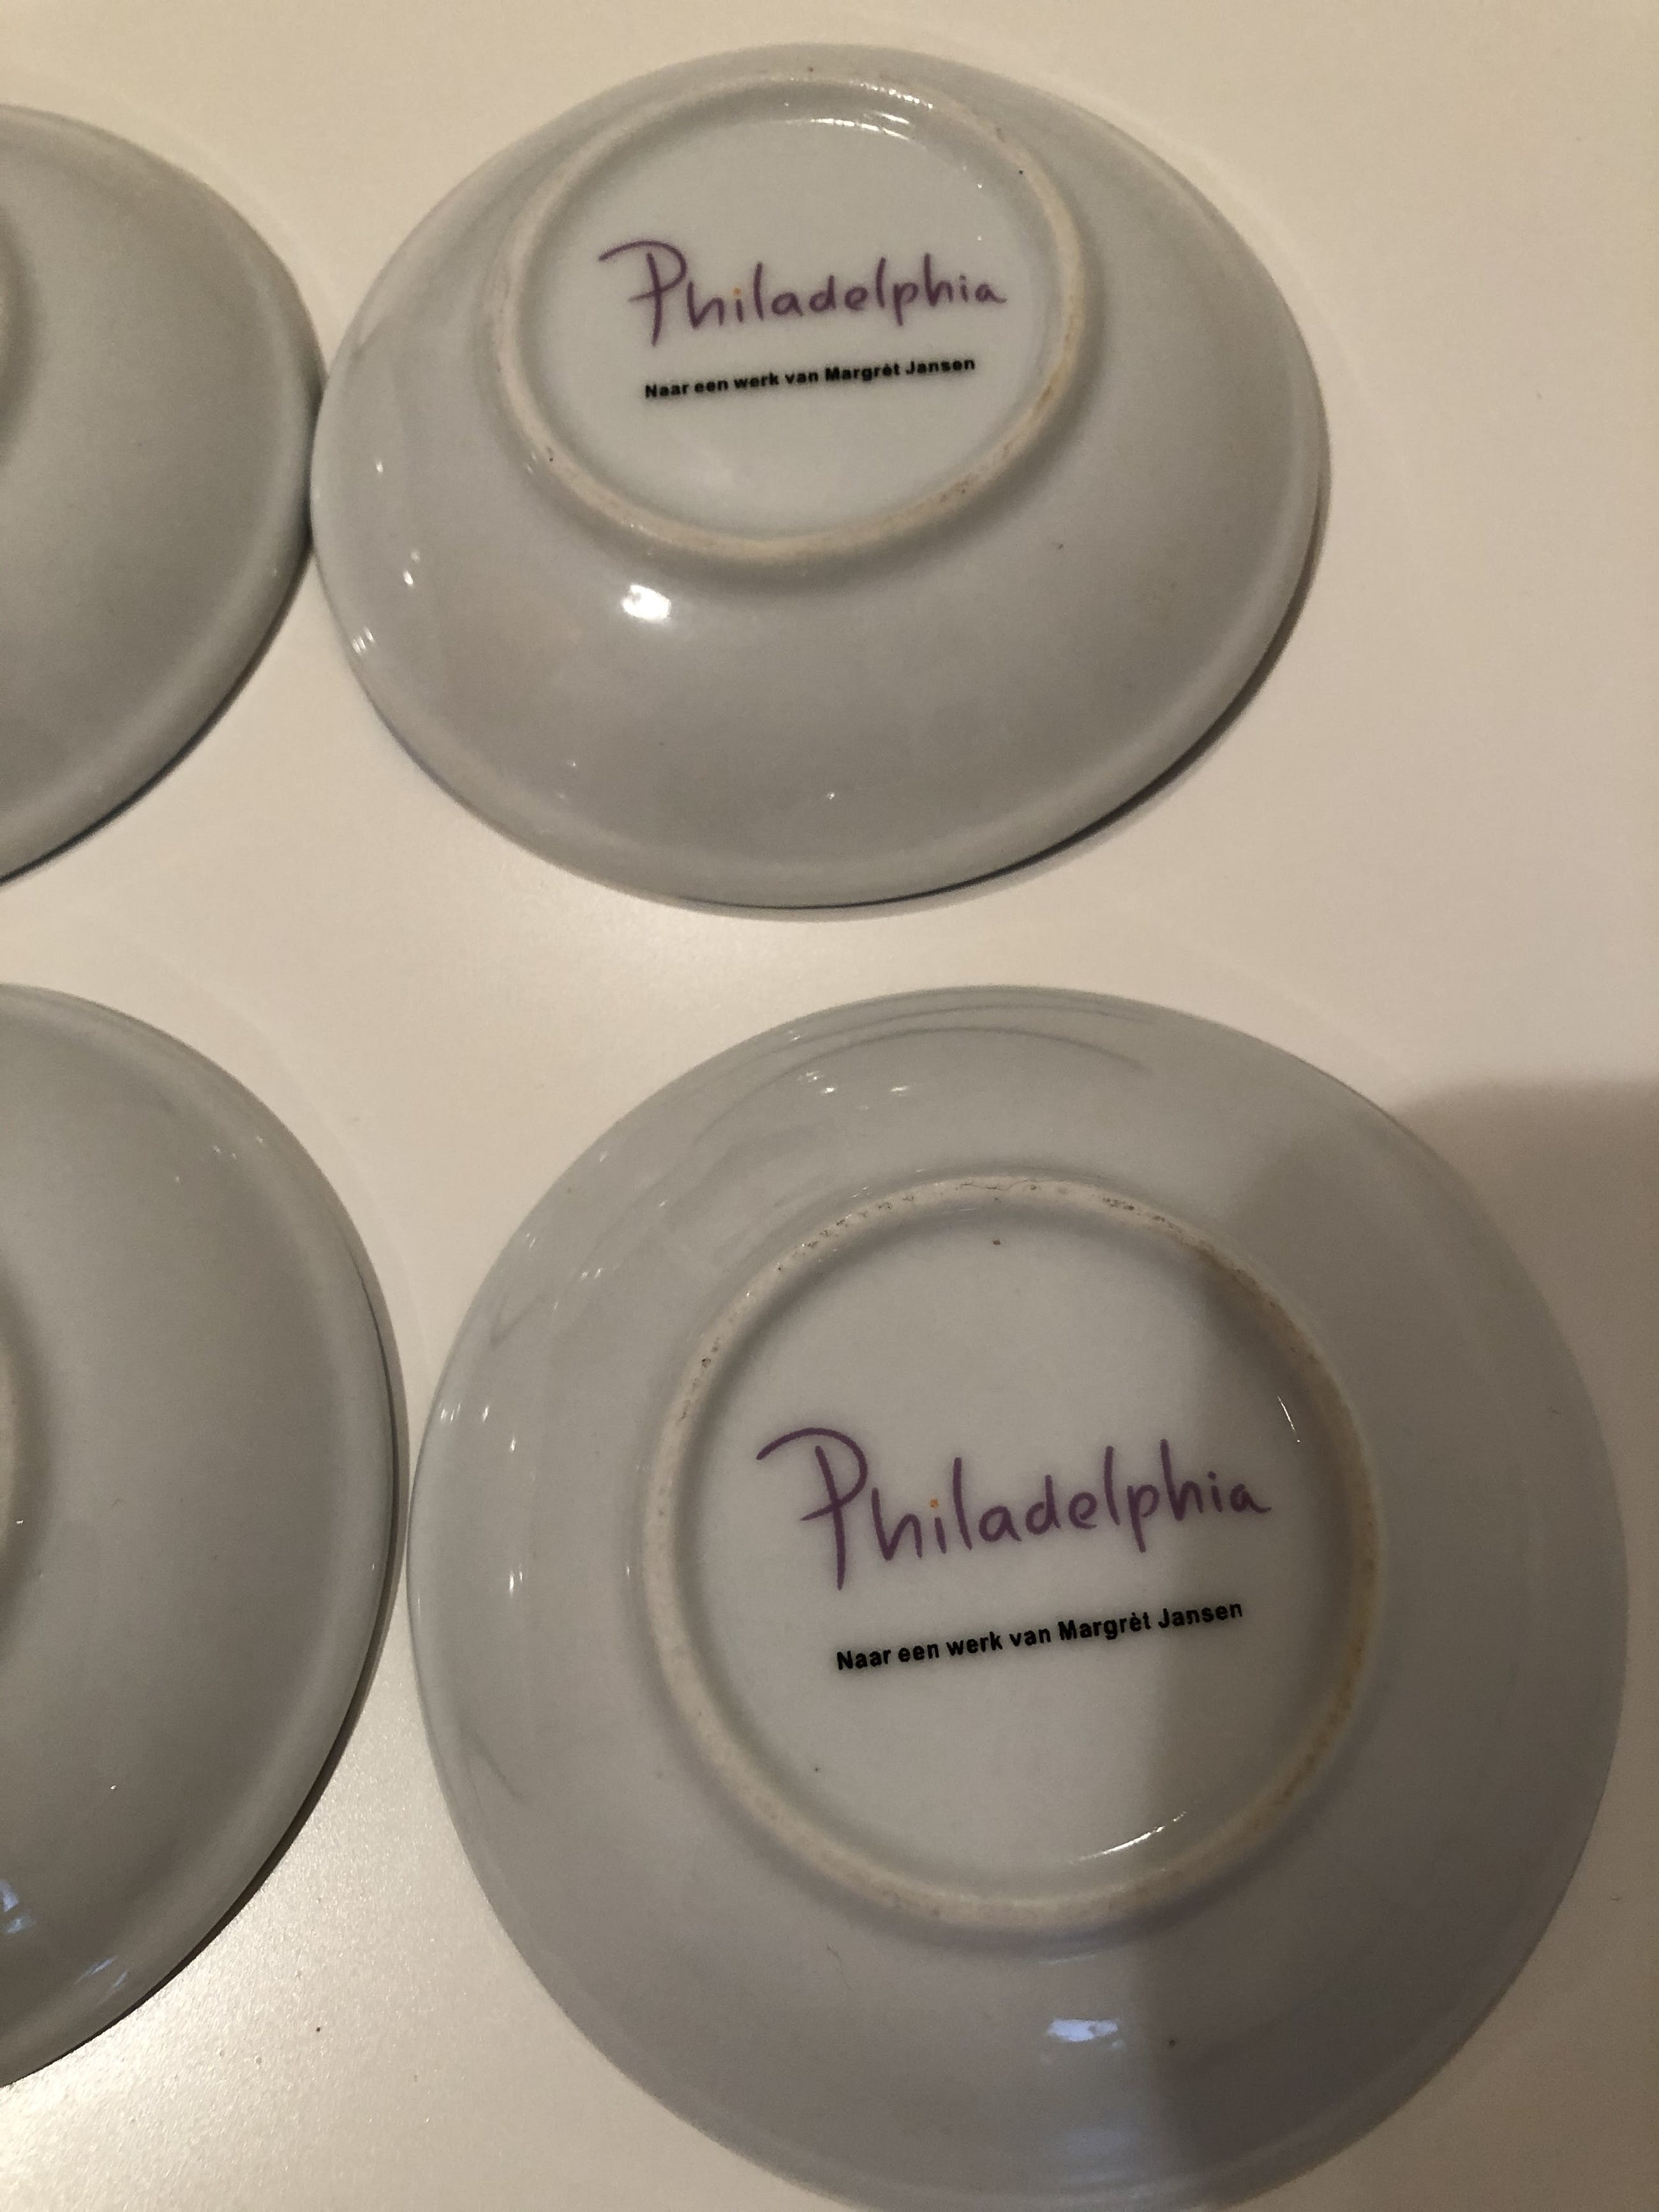 Philadelphia
Naar een werk van Margrèt Jansen
Philadelphia
Naar een werk van Margrèt Jansen